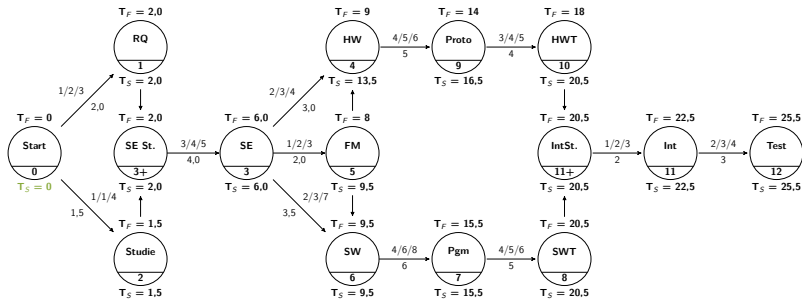 T_F = 2,0
T_F = 9
T_F = 14
T_F = 18
RQ
1
HW
4
4/5/6
5
Proto
9
3/4/5
4
HWT
10
T_S = 2,0
T_S = 13,5
T_S = 16,5
T_S = 20,5
1/2/3
2,0
2/3/4
3,0
T_F = 0
T_F = 2,0
T_F = 6,0
T_F = 8
T_F = 20,5
T_F = 22,5
T_F = 25,5
Start
0
SE St.
3+
3/4/5
4,0
SE
3
1/2/3
2,0
FM
5
IntSt.
11+
1/2/3
2
Int
11
2/3/4
3
Test
12
T_S = 0
T_S = 2,0
T_S = 6,0
T_S = 9,5
T_S = 20,5
T_S = 22,5
T_S = 25,5
1/1/4
1,5
2/3/7
3,5
T_F = 1,5
T_F = 9,5
T_F = 15,5
T_F = 20,5
Studie
2
SW
6
4/6/8
6
Pgm
7
4/5/6
5
SWT
8
T_S = 1,5
T_S = 9,5
T_S = 15,5
T_S = 20,5